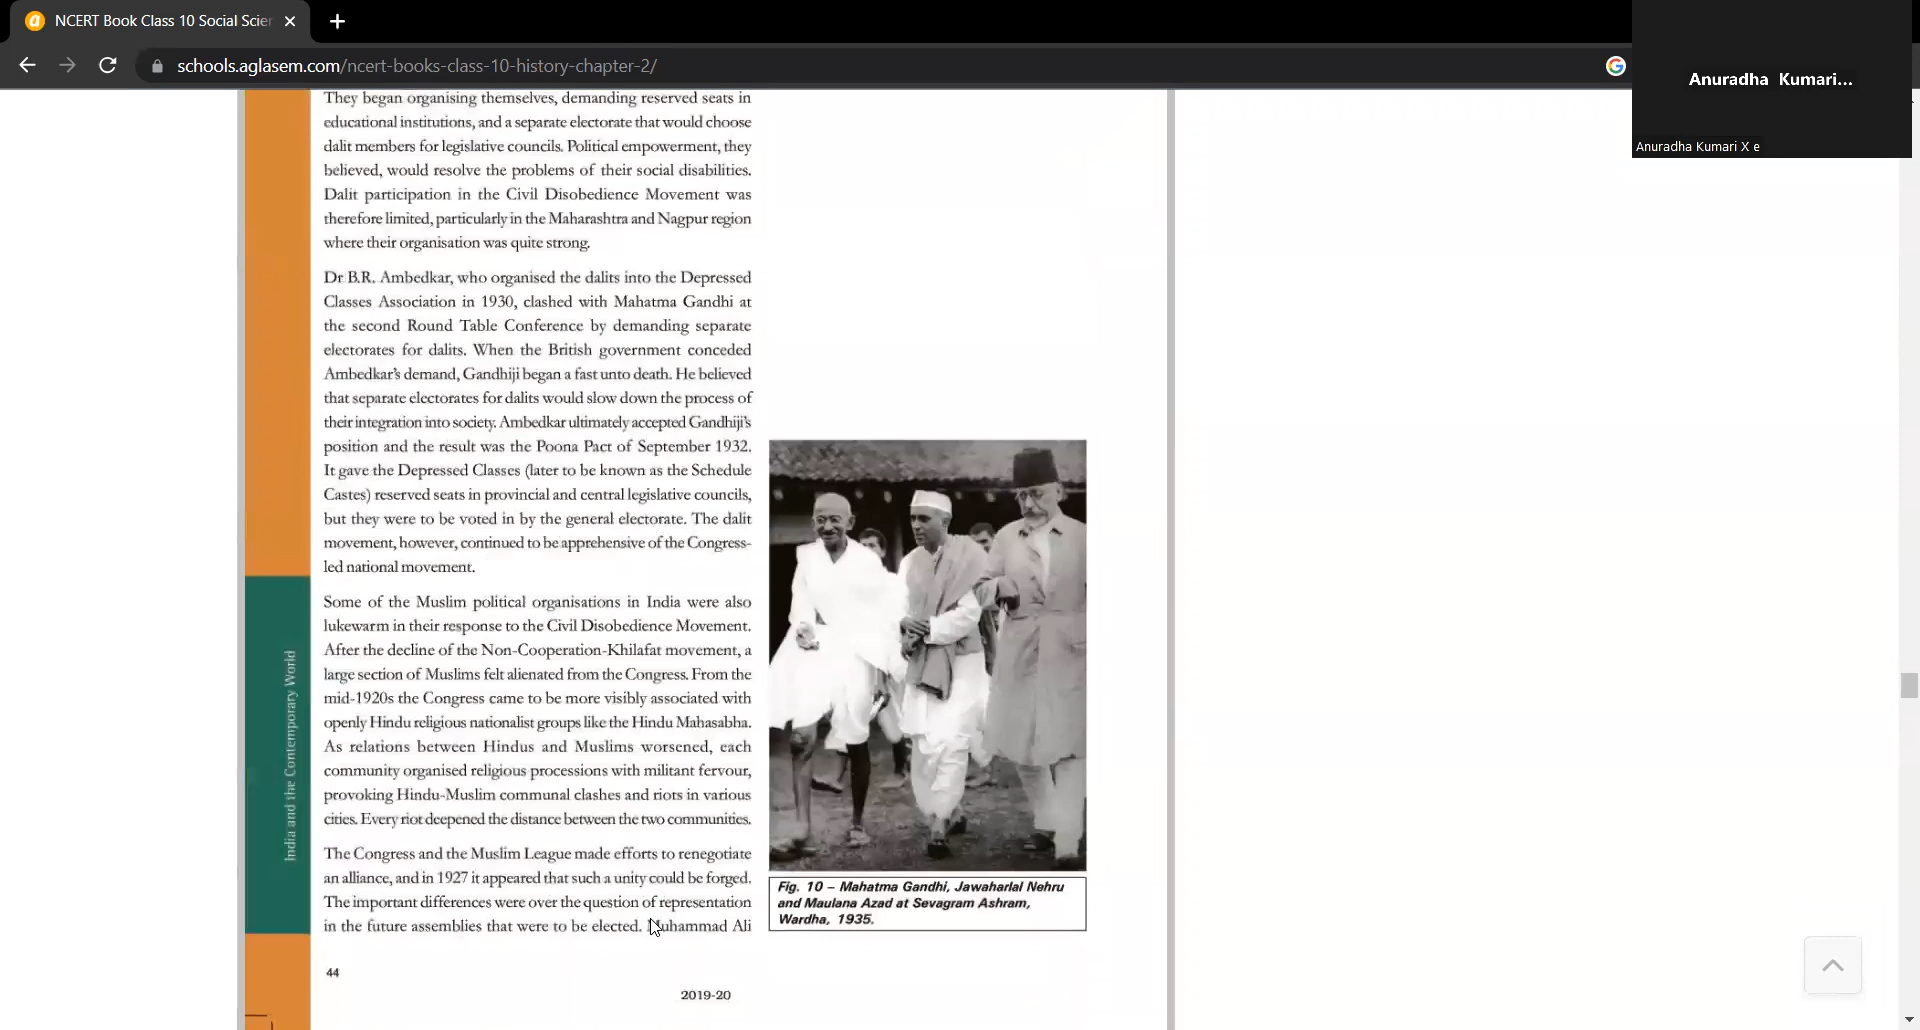 NCERT Book Class 10 Social Scien
schools.aglasem.com/ncert-books-class-10-history-chapter-2/
Anuradha Kumari...
Anuradha Kumari X e
They began organising themselves, demanding reserved seats in
educational institutions, and a separate electorate that would choose
dalit members for legislative councils. Political empowerment, they
believed, would resolve the problems of their social disabilities.
Dalit participation in the Civil Disobedience Movement was
therefore limited, particularly in the Maharashtra and Nagpur region
where their organisation was quite strong.
Dr B.R. Ambedkar, who organised the dalits into the Depressed
Classes Association in 1930, clashed with Mahatma Gandhi at
the second Round Table Conference by demanding separate
electorates for dalits. When the British government conceded
Ambedkar's demand, Gandhiji began a fast unto death. He believed
that separate electorates for dalits would slow down the process of
their integration into society. Ambedkar ultimately accepted Gandhiji's
position and the result was the Poona Pact of September 1932.
It gave the Depressed Classes (later to be known as the Schedule
Castes) reserved seats in provincial and central legislative councils,
but they were to be voted in by the general electorate. The dalit
movement, however, continued to be apprehensive of the Congress-
led national movement.
Some of the Muslim political organisations in India were also
lukewarm in their response to the Civil Disobedience Movement.
After the decline of the Non-Cooperation-Khilafat movement, a
large section of Muslims felt alienated from the Congress. From the
mid-1920s the Congress came to be more visibly associated with
openly Hindu religious nationalist groups like the Hindu Mahasabha.
As relations between Hindus and Muslims worsened, each
community organised religious processions with militant fervour,
provoking Hindu-Muslim communal clashes and riots in various
cities. Every riot deepened the distance between the two communities.
The Congress and the Muslim League made efforts to renegotiate
an alliance, and in 1927 it appeared that such a unity could be forged.
The important differences were over the question of representation
in the future assemblies that were to be elected. Muhammad Ali
Fig. 10 – Mahatma Gandhi, Jawaharlal Nehru
and Maulana Azad at Sevagram Ashram,
Wardha, 1935.
India and the Contemporary World
44
2019-20